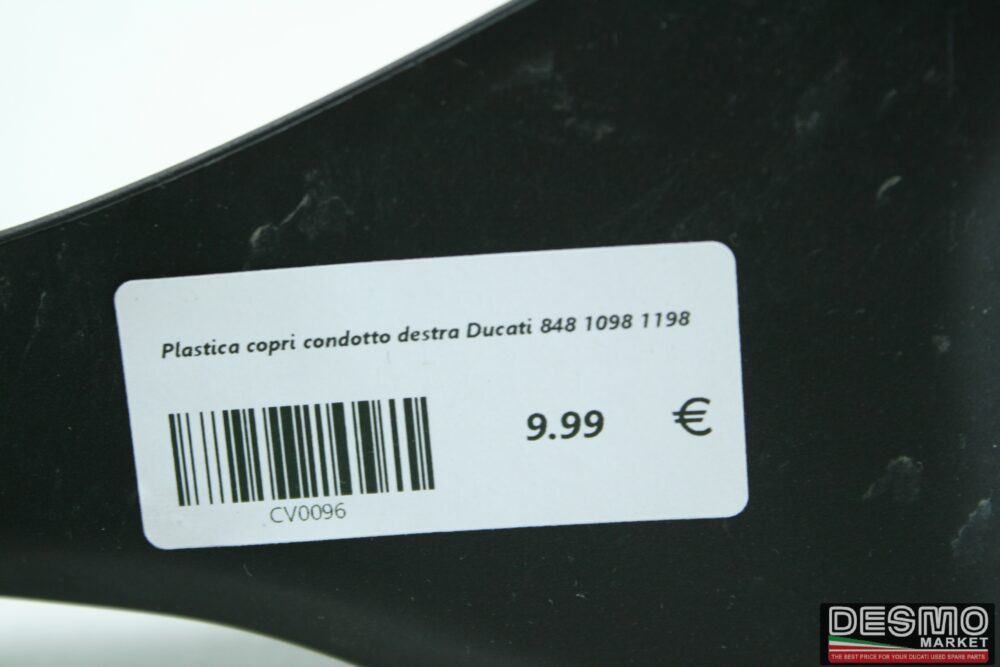 Plastica copri condotto destra Ducati 848 1098 1198
9.99 €
CV0096
DESMO
MARKET
THE BEST PRICE FOR YOUR DUCATI USED SPARE PARTS